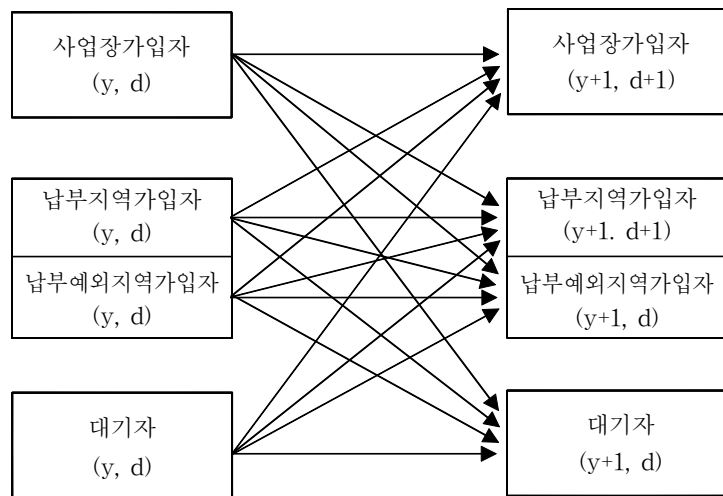 사업장가입자
(y, d)
납부지역가입자
(y, d)
납부예외지역가입자
(y, d)
대기자
(y, d)
사업장가입자
(y+1, d+1)
납부지역가입자
(y+1. d+1)
납부예외지역가입자
(y+1, d)
대기자
(y+1, d)